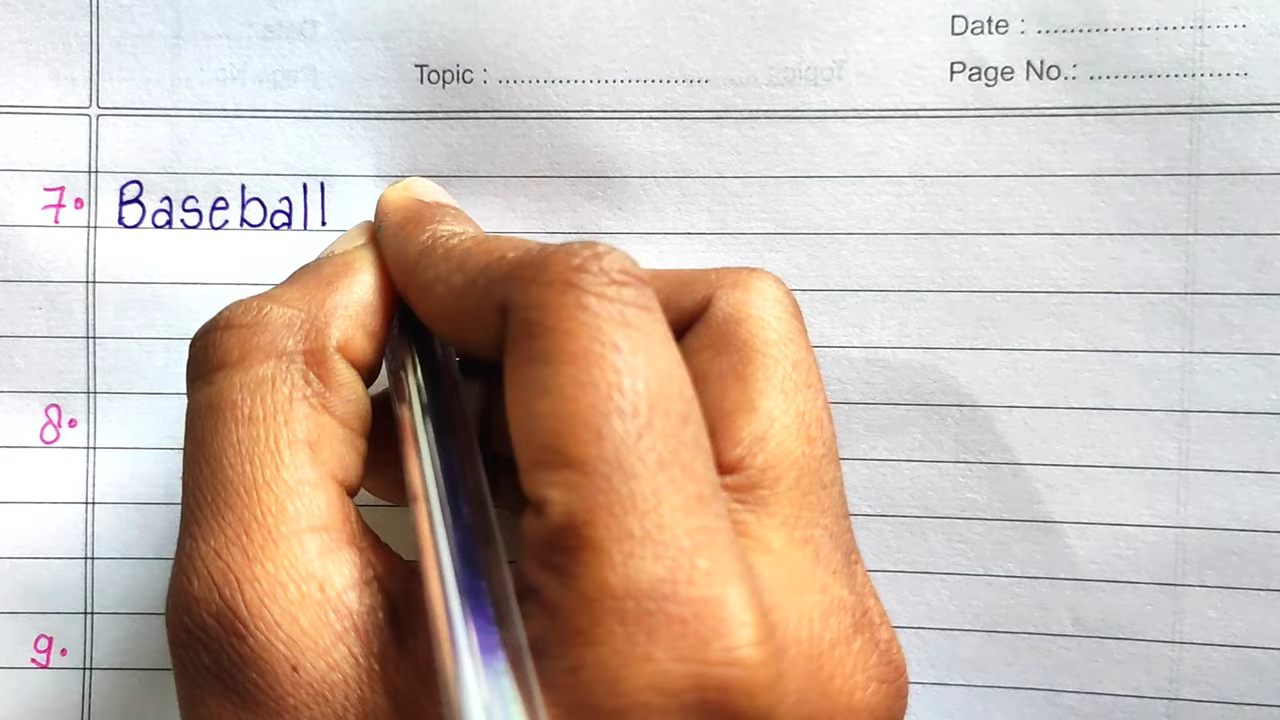 Date : ............................
Topic : ............................
Page No.: .....................
7. Baseball
8.
9.